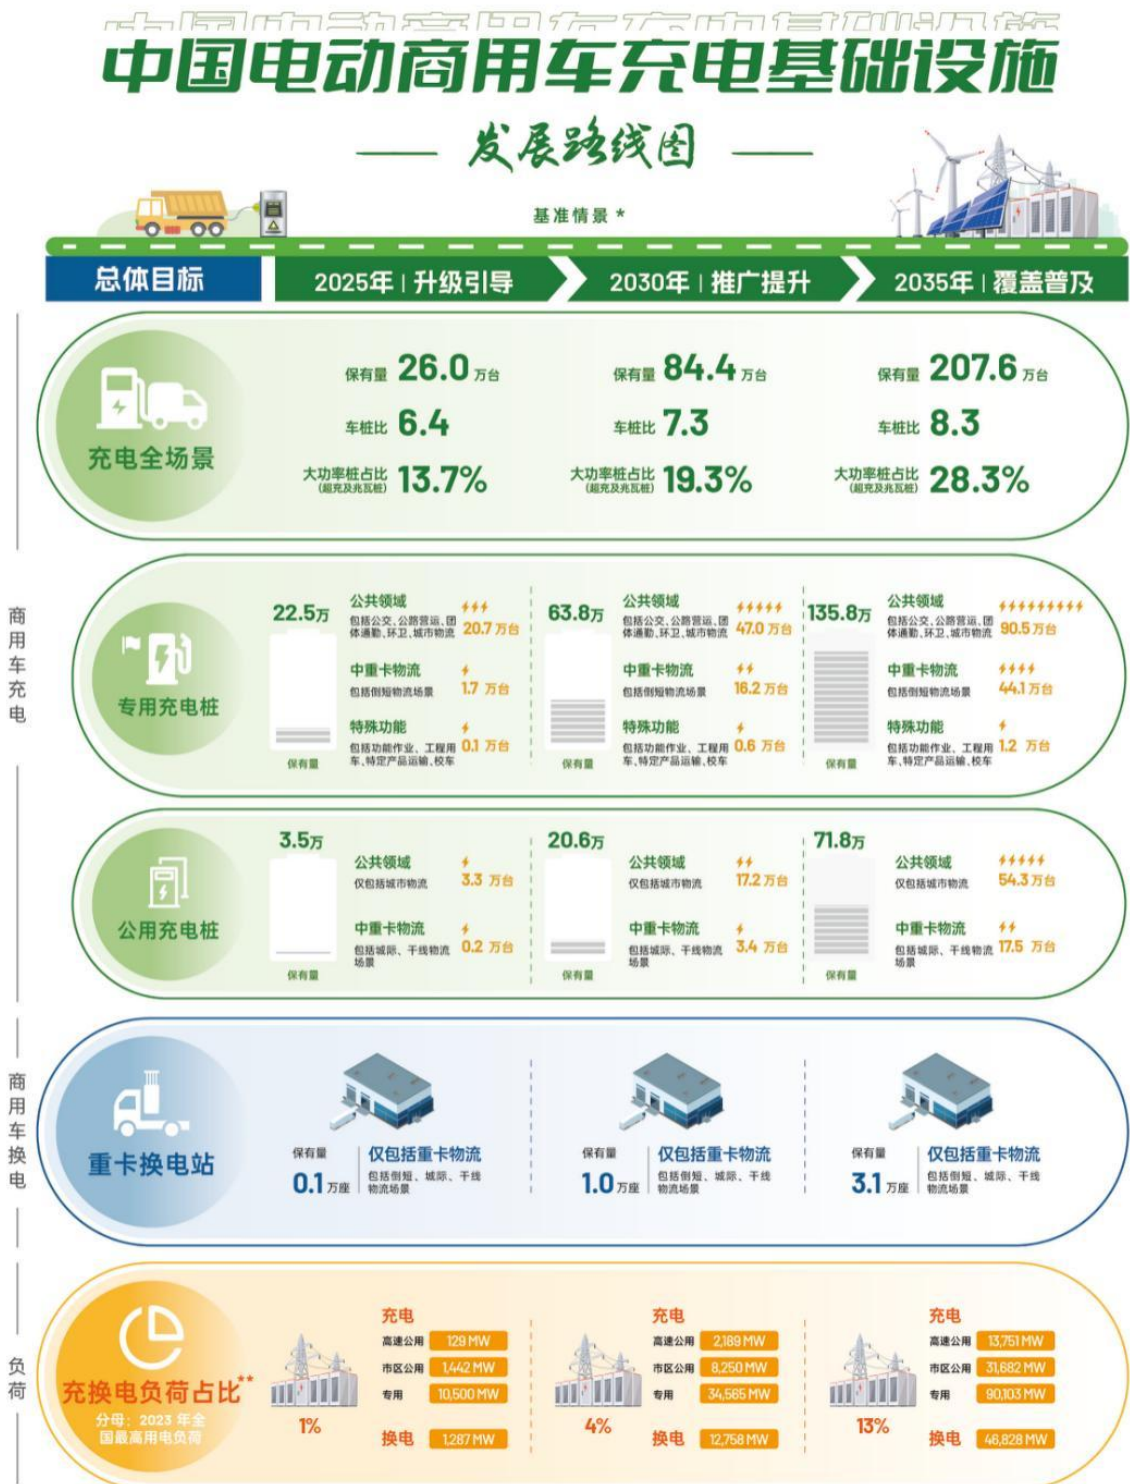 中国电动商用车充电基础设施
发展路线图
基准情景 *
总体目标
2025年 | 升级引导
2030年 | 推广提升
2035年 | 覆盖普及
商用车充电
充电全场景
保有量 26.0 万台
车桩比 6.4
大功率桩占比 13.7%
(超充及兆瓦桩)
保有量 84.4 万台
车桩比 7.3
大功率桩占比 19.3%
(超充及兆瓦桩)
保有量 207.6 万台
车桩比 8.3
大功率桩占比 28.3%
(超充及兆瓦桩)
专用充电桩
22.5万
保有量
公共领域
包括公交、公路营运、团
体通勤、环卫、城市物流
20.7 万台
中重卡物流
包括倒短物流场景
1.7 万台
特殊功能
包括功能作业、工程用
车、特定产品运输、校车
0.1 万台
63.8万
保有量
公共领域
包括公交、公路营运、团
体通勤、环卫、城市物流
47.0 万台
中重卡物流
包括倒短物流场景
16.2 万台
特殊功能
包括功能作业、工程用
车、特定产品运输、校车
0.6 万台
135.8万
保有量
公共领域
包括公交、公路营运、团
体通勤、环卫、城市物流
90.5万台
中重卡物流
包括倒短物流场景
44.1 万台
特殊功能
包括功能作业、工程用
车、特定产品运输、校车
1.2 万台
公用充电桩
3.5万
保有量
公共领域
仅包括城市物流
3.3 万台
中重卡物流
包括城际、干线物流
场景
0.2 万台
20.6万
保有量
公共领域
仅包括城市物流
17.2万台
中重卡物流
包括城际、干线物流
场景
3.4 万台
71.8万
保有量
公共领域
仅包括城市物流
54.3万台
中重卡物流
包括城际、干线物流
场景
17.5 万台
商用车换电
重卡换电站
保有量
0.1 万座
仅包括重卡物流
包括倒短、城际、干线
物流场景
保有量
1.0 万座
仅包括重卡物流
包括倒短、城际、干线
物流场景
保有量
3.1 万座
仅包括重卡物流
包括倒短、城际、干线
物流场景
负荷
充换电负荷占比**
分母：2023 年全
国最高用电负荷
1%
充电
高速公用 129 MW
市区公用 1,442 MW
专用 10,500 MW
换电 1,287 MW
4%
充电
高速公用 2,189 MW
市区公用 8,250 MW
专用 34,565 MW
换电 12,758 MW
13%
充电
高速公用 13,751 MW
市区公用 31,682 MW
专用 90,103 MW
换电 46,828 MW